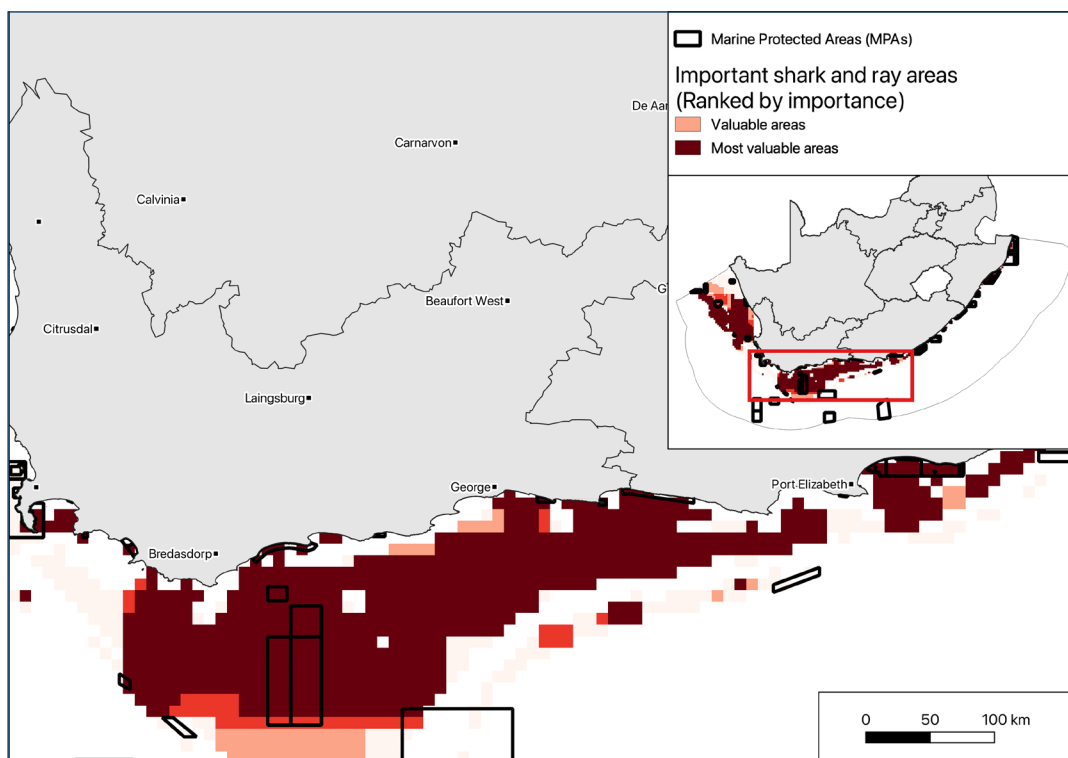 Marine Protected Areas (MPAs)
Important shark and ray areas
(Ranked by importance)
Valuable areas
Most valuable areas
De Aar
Carnarvon
Calvinia
G
Beaufort West
Citrusdal
Laingsburg
George
Port Elizabeth
Bredasdorp
0 50 100 km